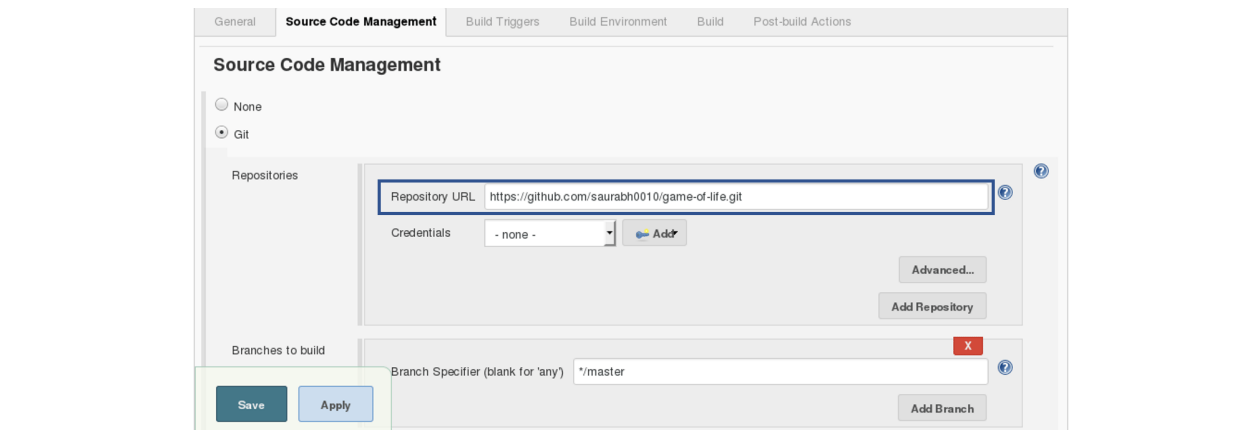 General Source Code Management Build Triggers Build Environment Build Post-build Actions
Source Code Management
None
Git
Repositories
Repository URL https://github.com/saurabh0010/game-of-life.git
Credentials - none - Add
Advanced...
Add Repository
Branches to build
X
Branch Specifier (blank for 'any') */master
Save Apply
Add Branch